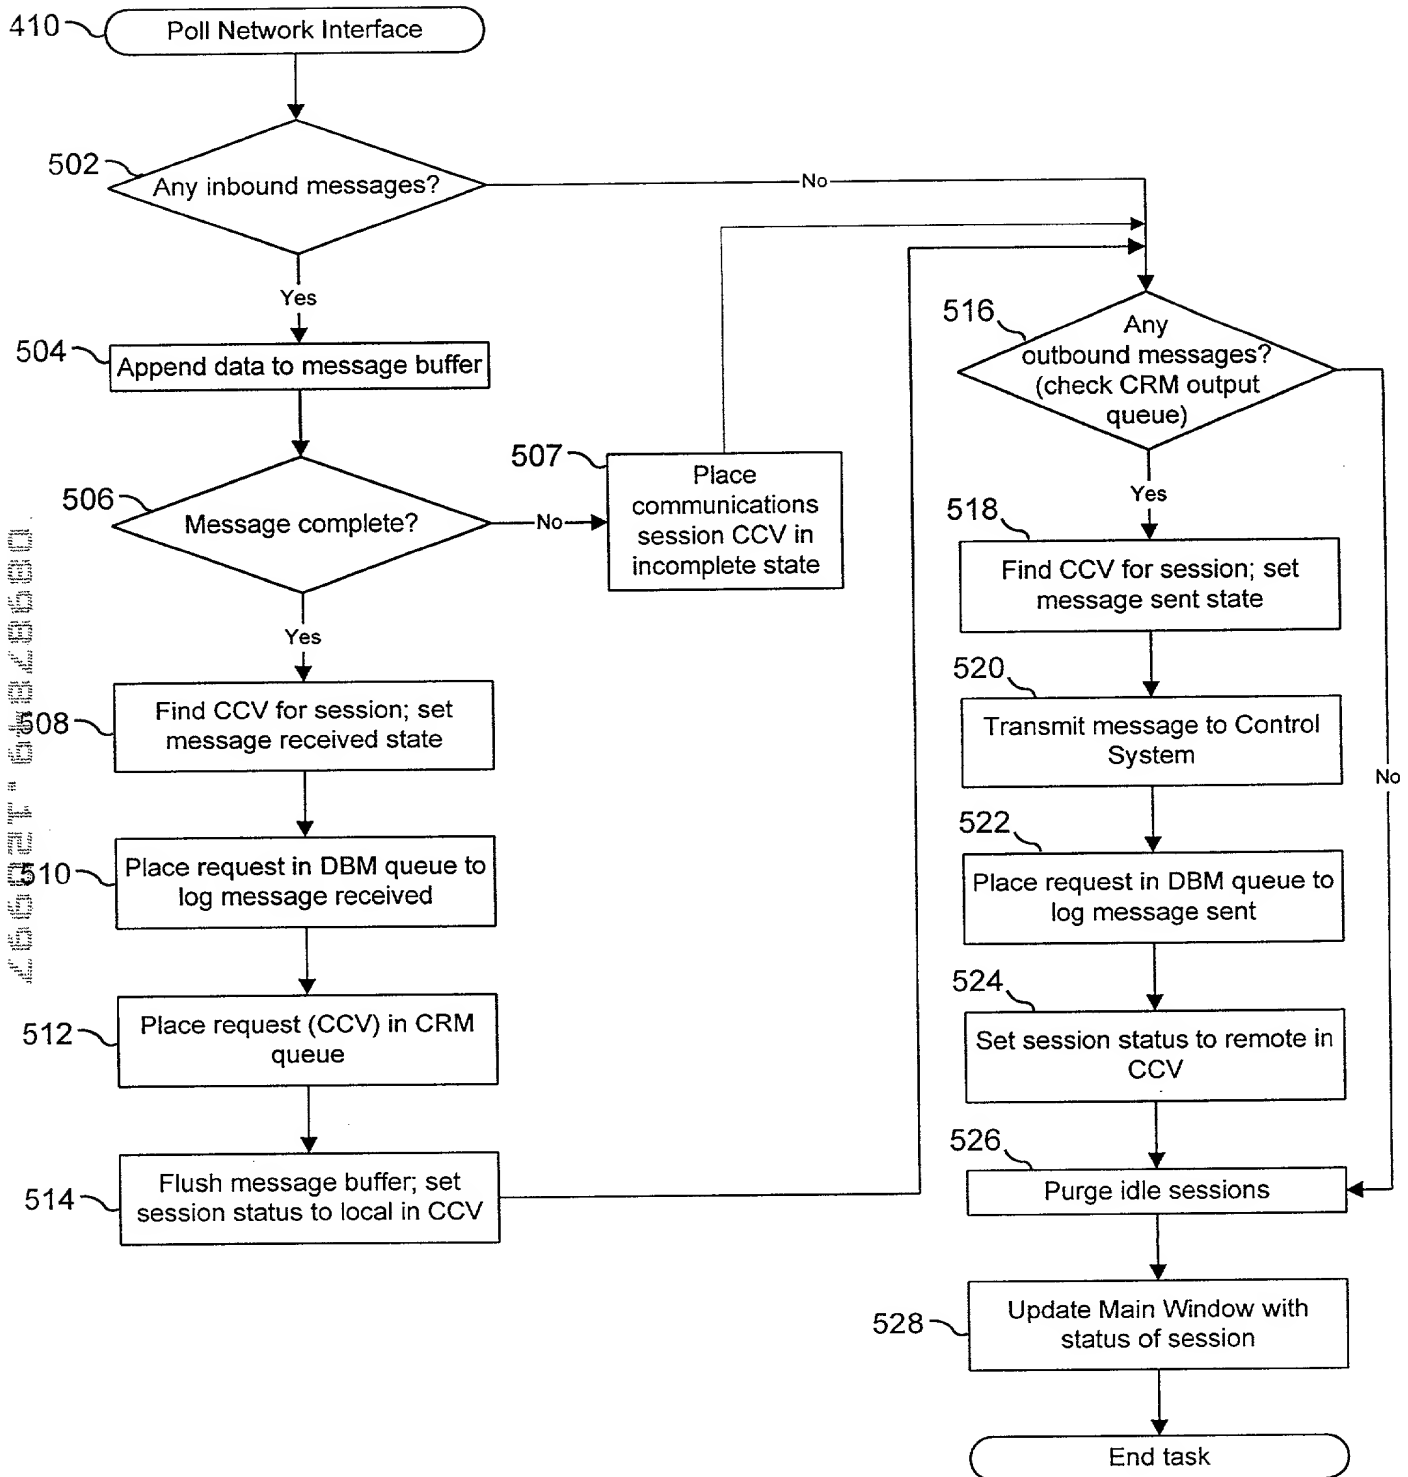 410
Poll Network Interface
502
Any inbound messages?
No
Yes
504
Append data to message buffer
506
Message complete?
No
507
Place
communications
session CCV in
incomplete state
Yes
508
Find CCV for session; set
message received state
510
Place request in DBM queue to
log message received
512
Place request (CCV) in CRM
queue
514
Flush message buffer; set
session status to local in CCV
516
Any
outbound messages?
(check CRM output
queue)
Yes
No
518
Find CCV for session; set
message sent state
520
Transmit message to Control
System
522
Place request in DBM queue to
log message sent
524
Set session status to remote in
CCV
526
Purge idle sessions
528
Update Main Window with
status of session
End task